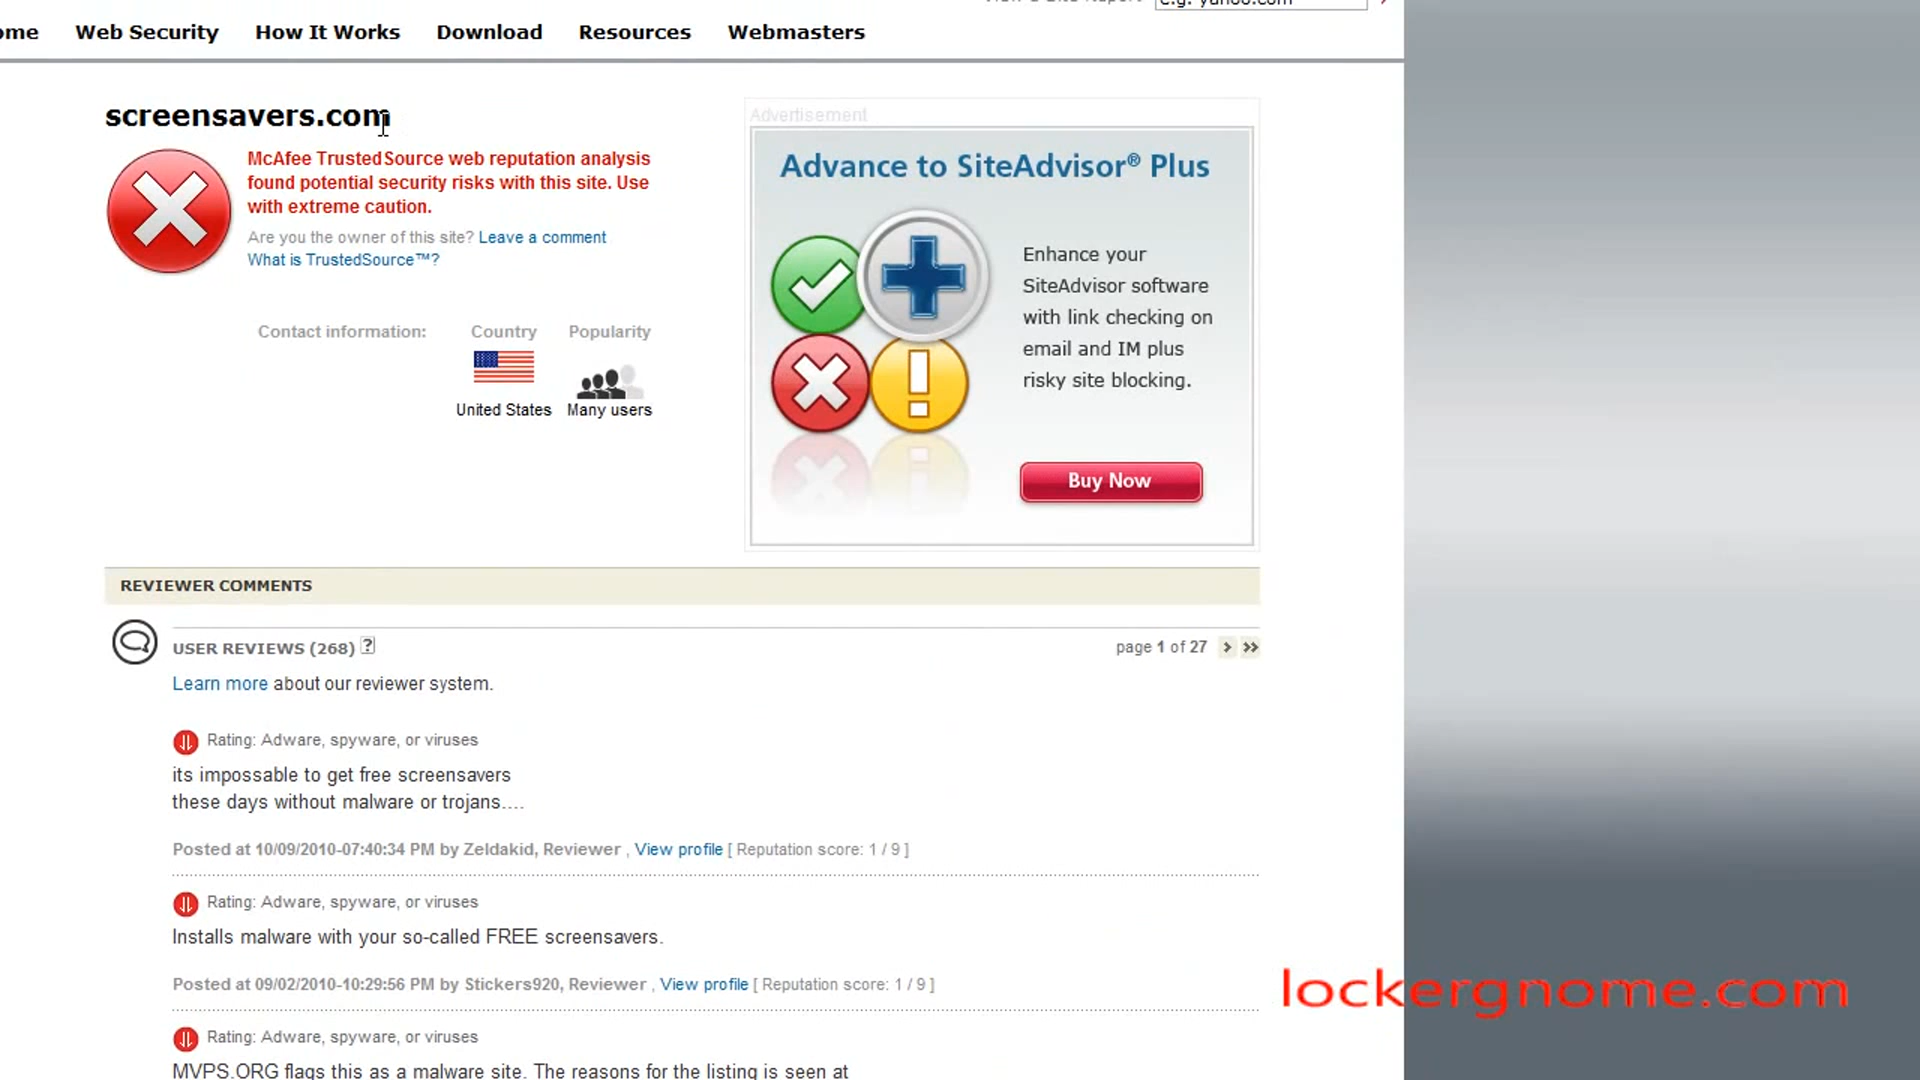 e.g. yahoo.com
ome Web Security How It Works Download Resources Webmasters
screensavers.com
McAfee TrustedSource web reputation analysis
found potential security risks with this site. Use
with extreme caution.
Are you the owner of this site? Leave a comment
What is TrustedSource™?
Contact information: Country Popularity
United States Many users
Advertisement
Advance to SiteAdvisor® Plus
Enhance your
SiteAdvisor software
with link checking on
email and IM plus
risky site blocking.
Buy Now
REVIEWER COMMENTS
USER REVIEWS (268) ? page 1 of 27
Learn more about our reviewer system.
Rating: Adware, spyware, or viruses
its impossable to get free screensavers
these days without malware or trojans....
Posted at 10/09/2010-07:40:34 PM by Zeldakid, Reviewer , View profile [ Reputation score: 1 / 9 ]
Rating: Adware, spyware, or viruses
Installs malware with your so-called FREE screensavers.
Posted at 09/02/2010-10:29:56 PM by Stickers920, Reviewer , View profile [ Reputation score: 1 / 9 ]
Rating: Adware, spyware, or viruses
MVPS.ORG flags this as a malware site. The reasons for the listing is seen at
lockergnome.com